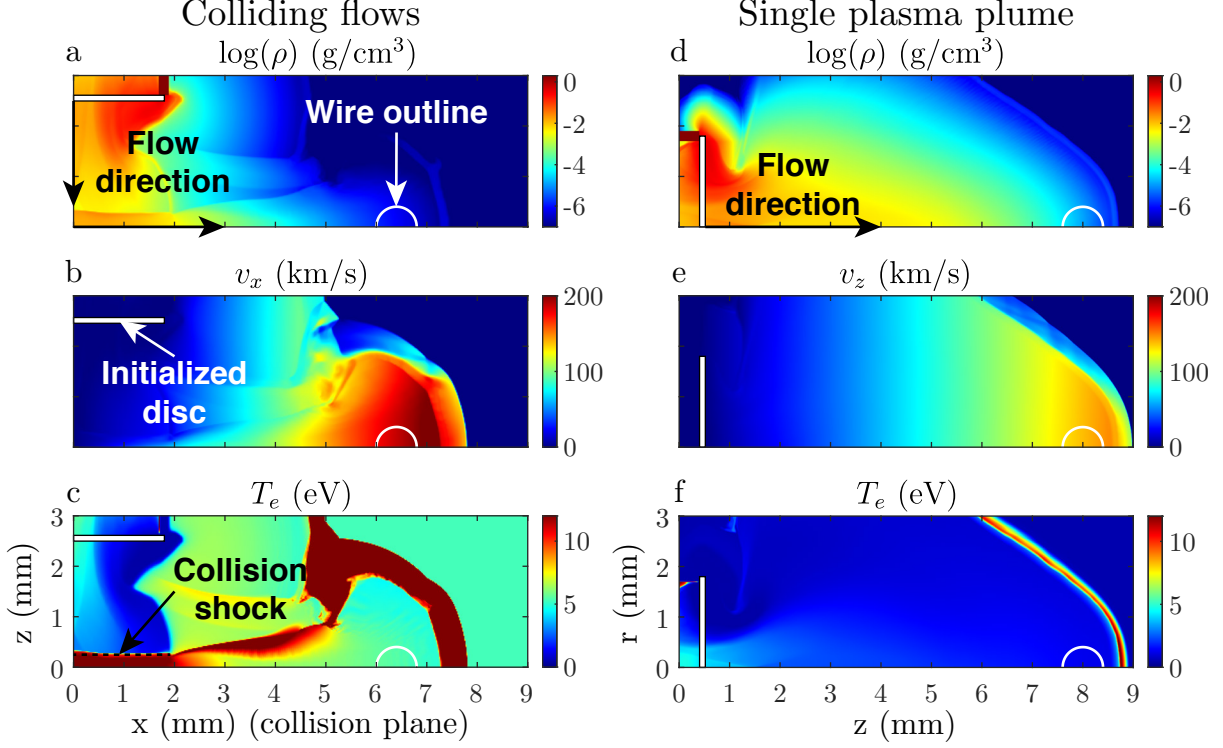 Colliding flows
Single plasma plume
a
log(ρ) (g/cm³)
Wire outline
Flow
direction
0
-2
-4
-6
d
log(ρ) (g/cm³)
Flow
direction
0
-2
-4
-6
b
v_x (km/s)
Initialized
disc
200
100
0
e
v_z (km/s)
200
100
0
c
T_e (eV)
Collision
shock
z (mm)
3
2
1
0
0 1 2 3 4 5 6 7 8 9
x (mm) (collision plane)
10
5
0
f
T_e (eV)
r (mm)
3
2
1
0
0 1 2 3 4 5 6 7 8 9
z (mm)
10
5
0